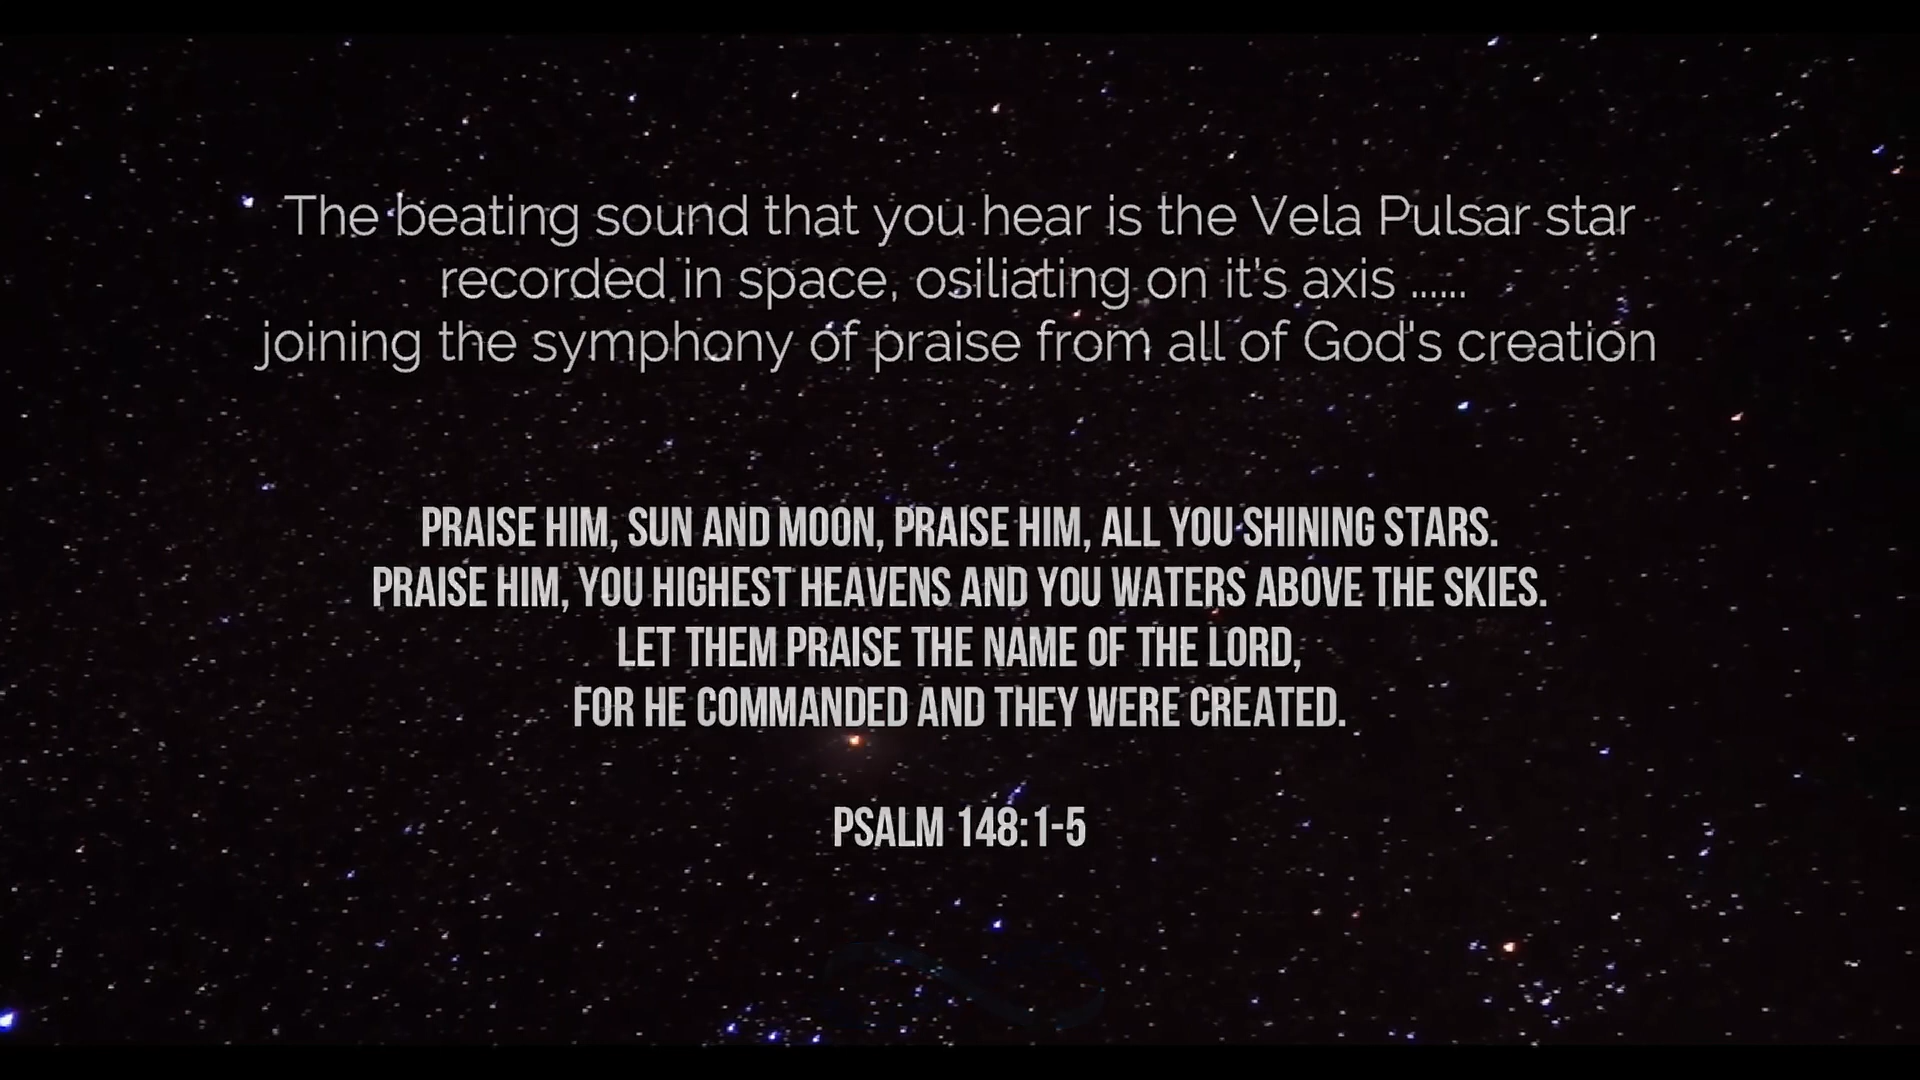 The beating sound that you hear is the Vela Pulsar star
recorded in space, osiliating on it's axis ......
joining the symphony of praise from all of God's creation
PRAISE HIM, SUN AND MOON, PRAISE HIM, ALL YOU SHINING STARS.
PRAISE HIM, YOU HIGHEST HEAVENS AND YOU WATERS ABOVE THE SKIES.
LET THEM PRAISE THE NAME OF THE LORD,
FOR HE COMMANDED AND THEY WERE CREATED.
PSALM 148:1-5